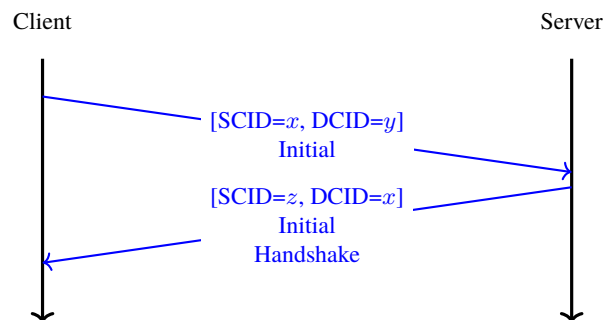 Client
Server
[SCID=x, DCID=y]
Initial
[SCID=z, DCID=x]
Initial
Handshake